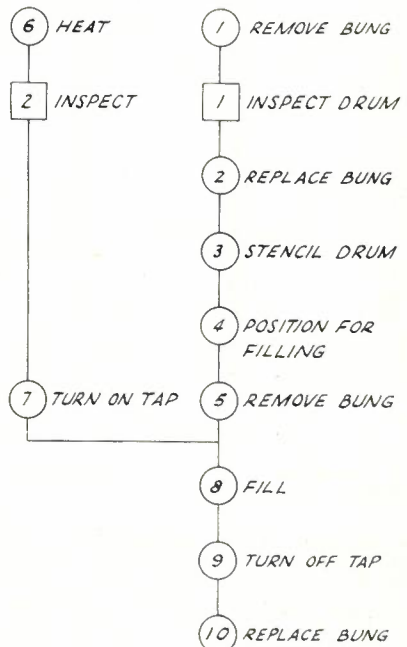 6 HEAT
2 INSPECT
7 TURN ON TAP
1 REMOVE BUNG
1 INSPECT DRUM
2 REPLACE BUNG
3 STENCIL DRUM
4 POSITION FOR
FILLING
5 REMOVE BUNG
8 FILL
9 TURN OFF TAP
10 REPLACE BUNG